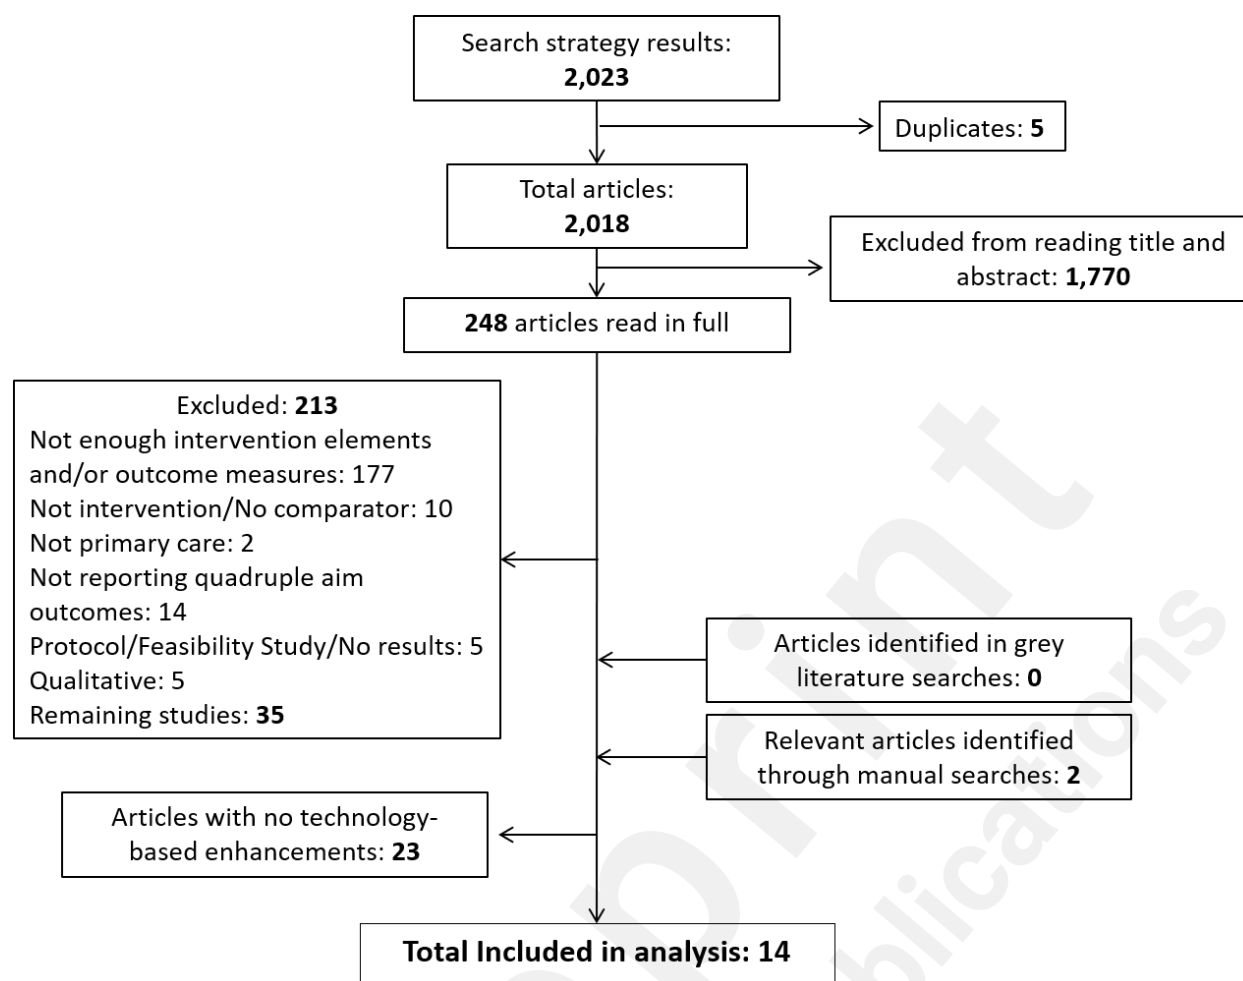 Search strategy results:
2,023
Duplicates: 5
Total articles:
2,018
Excluded from reading title and
abstract: 1,770
248 articles read in full
Excluded: 213
Not enough intervention elements
and/or outcome measures: 177
Not intervention/No comparator: 10
Not primary care: 2
Not reporting quadruple aim
outcomes: 14
Protocol/Feasibility Study/No results: 5
Qualitative: 5
Remaining studies: 35
Articles identified in grey
literature searches: 0
Relevant articles identified
through manual searches: 2
Articles with no technology-
based enhancements: 23
Total Included in analysis: 14